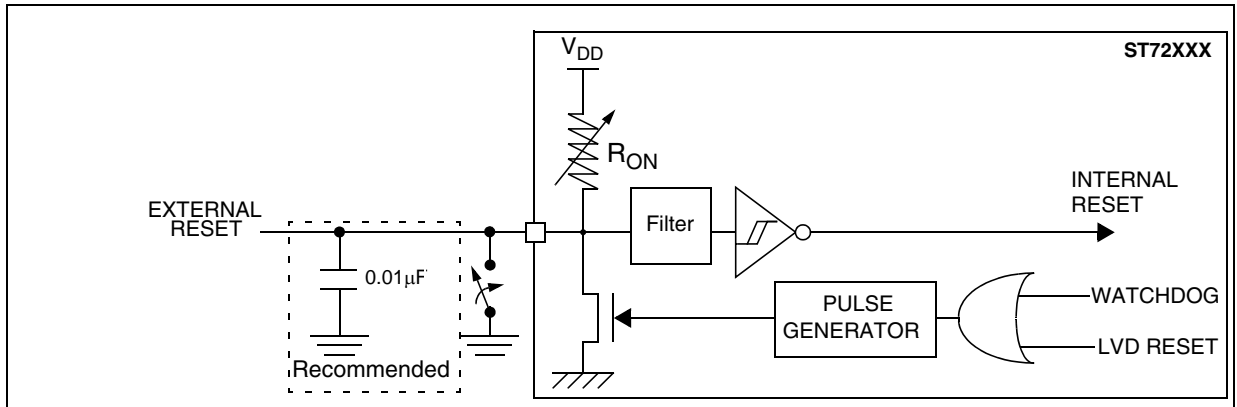 ST72XXX
VDD
RON
EXTERNAL
RESET
0.01μF
Recommended
Filter
INTERNAL
RESET
PULSE
GENERATOR
WATCHDOG
LVD RESET